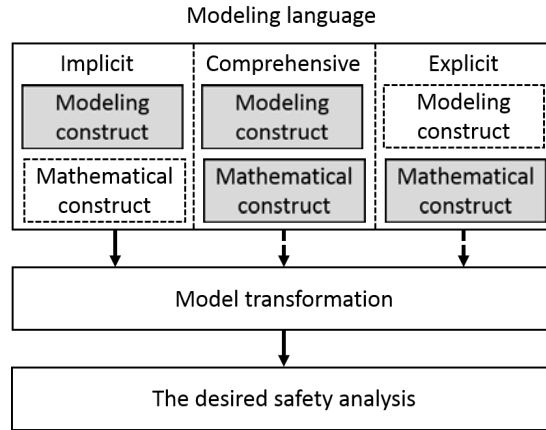 Modeling language
Implicit
Comprehensive
Explicit
Modeling
construct
Modeling
construct
Modeling
construct
Mathematical
construct
Mathematical
construct
Mathematical
construct
Model transformation
The desired safety analysis